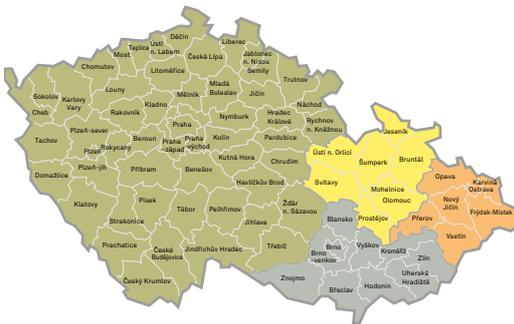 Děčín
Ústí
n. Labem
Teplice
Most
Liberec
Jablonec
n. Nisou
Semily
Česká Lípa
Chomutov
Litoměřice
Trutnov
Louny
Mladá
Boleslav
Jičín
Sokolov
Karlovy
Vary
Mělník
Náchod
Kladno
Cheb
Rakovník
Nymburk
Hradec
Králové
Rychnov
n. Kněžnou
Praha
Plzeň-sever
Tachov
Beroun
Praha
-západ
Praha
-východ
Kolín
Pardubice
Jeseník
Rokycany
Plzeň
Kutná Hora
Chrudim
Ústí n. Orlicí
Šumperk
Bruntál
Plzeň-jih
Příbram
Benešov
Domažlice
Havlíčkův Brod
Svitavy
Mohelnice
Olomouc
Opava
Karviná
Ostrava
Klatovy
Písek
Tábor
Pelhřimov
Žďár
n. Sázavou
Nový
Jičín
Frýdek-Místek
Strakonice
Jihlava
Blansko
Prostějov
Přerov
Prachatice
České
Budějovice
Jindřichův Hradec
Třebíč
Brno
Brno
-venkov
Vyškov
Kroměříž
Vsetín
Zlín
Český Krumlov
Znojmo
Břeclav
Hodonín
Uherské
Hradiště